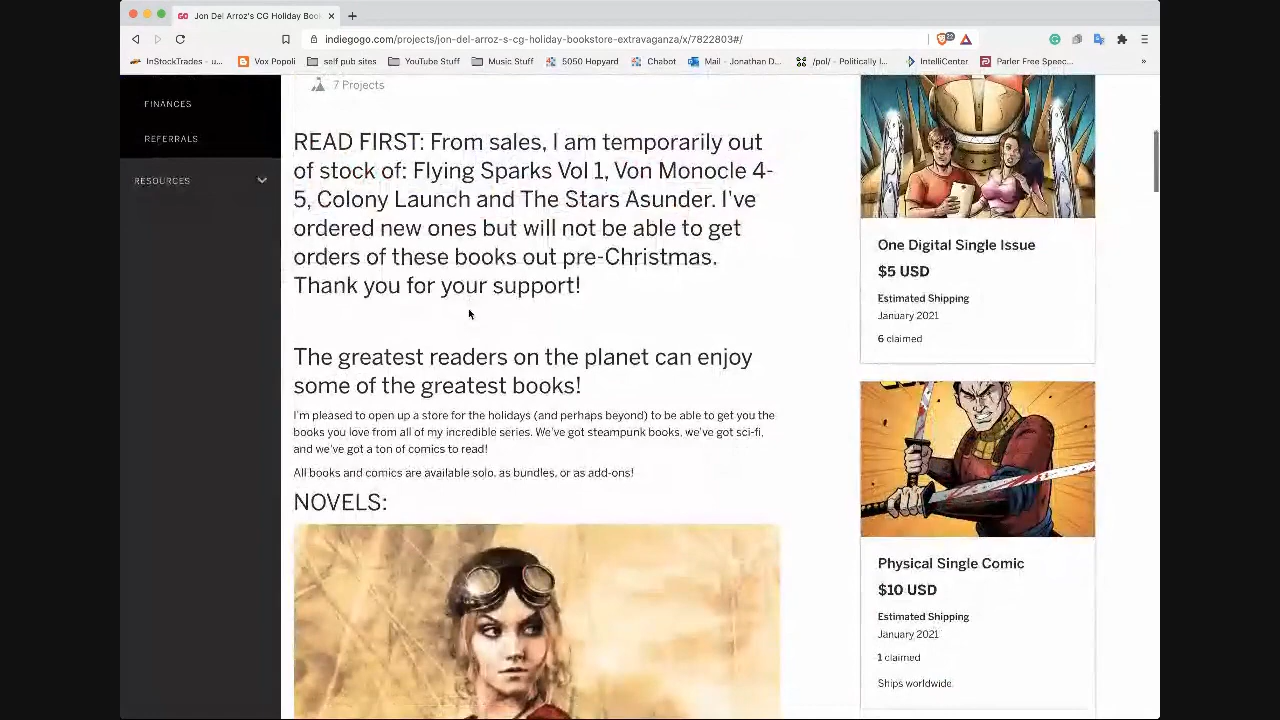 Jon Del Arroz's CG Holiday Book
indiegogo.com/projects/jon-del-arroz-s-cg-holiday-bookstore-extravaganza/x/7822803#/
InStockTrades - u...
Vox Popoli
self pub sites
YouTube Stuff
Music Stuff
5050 Hopyard
Chabot
Mail - Jonathan D...
/pol/ - Politically I...
IntelliCenter
Parler Free Speec...
»
FINANCES
REFERRALS
RESOURCES
7 Projects
READ FIRST: From sales, I am temporarily out
of stock of: Flying Sparks Vol 1, Von Monocle 4-
5, Colony Launch and The Stars Asunder. I've
ordered new ones but will not be able to get
orders of these books out pre-Christmas.
Thank you for your support!
The greatest readers on the planet can enjoy
some of the greatest books!
I'm pleased to open up a store for the holidays (and perhaps beyond) to be able to get you the
books you love from all of my incredible series. We've got steampunk books, we've got sci-fi,
and we've got a ton of comics to read!
All books and comics are available solo, as bundles, or as add-ons!
NOVELS:
One Digital Single Issue
$5 USD
Estimated Shipping
January 2021
6 claimed
Physical Single Comic
$10 USD
Estimated Shipping
January 2021
1 claimed
Ships worldwide.